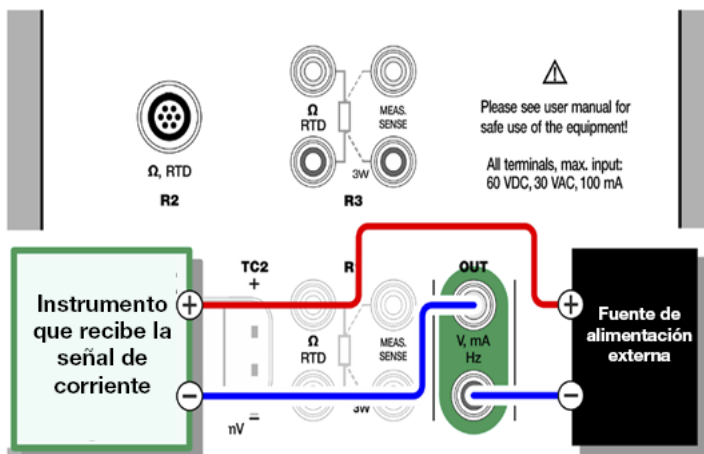 Ω
RTD
MEAS.
SENSE
Please see user manual for
safe use of the equipment!
Ω, RTD
R2
3W
R3
All terminals, max. input:
60 VDC, 30 VAC, 100 mA
TC2
+
OUT
+
Instrumento
que recibe la
señal de
corriente
−
Ω
RTD
MEAS.
SENSE
V, mA
Hz
+
Fuente de
alimentación
externa
−
mV